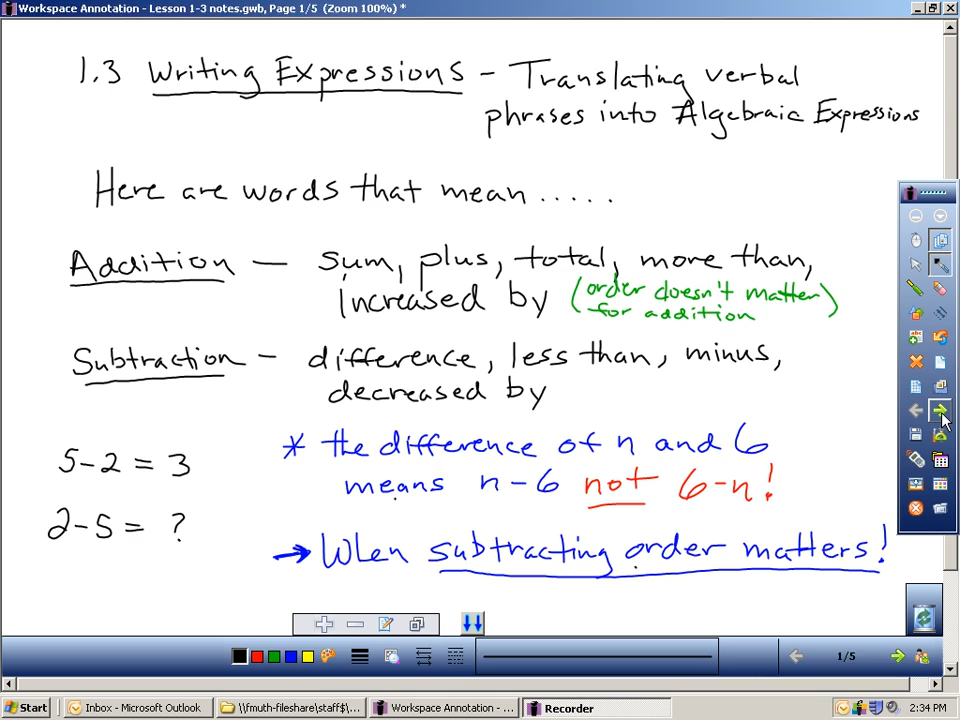 Workspace Annotation - Lesson 1-3 notes.gwb, Page 1/5 (Zoom 100%) *
1.3 Writing Expressions - Translating verbal
phrases into Algebraic Expressions
Here are words that mean .....
Addition — sum, plus, total, more than,
increased by (order doesn't matter
for addition)
Subtraction - difference, less than, minus,
decreased by
* the difference of n and 6
5-2 = 3
means n-6 not 6-n!
2-5 = ?
→ When subtracting order matters!
1/5
Start
Inbox - Microsoft Outlook
\\fmuth-fileshare\staff$\...
Workspace Annotation - ...
Recorder
2:34 PM